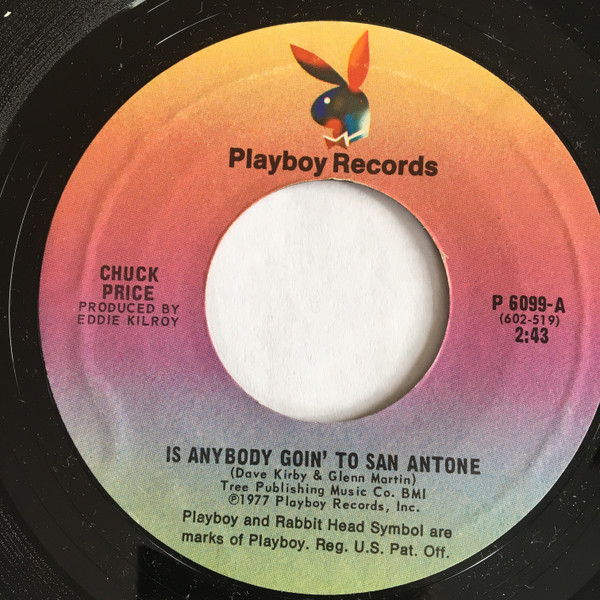 Playboy Records
CHUCK
PRICE
PRODUCED BY
EDDIE KILROY
P 6099-A
(602-519)
2:43
IS ANYBODY GOIN' TO SAN ANTONE
(Dave Kirby & Glenn Martin)
Tree Publishing Music Co. BMI
℗1977 Playboy Records, Inc.
Playboy and Rabbit Head Symbol are
marks of Playboy. Reg. U.S. Pat. Off.